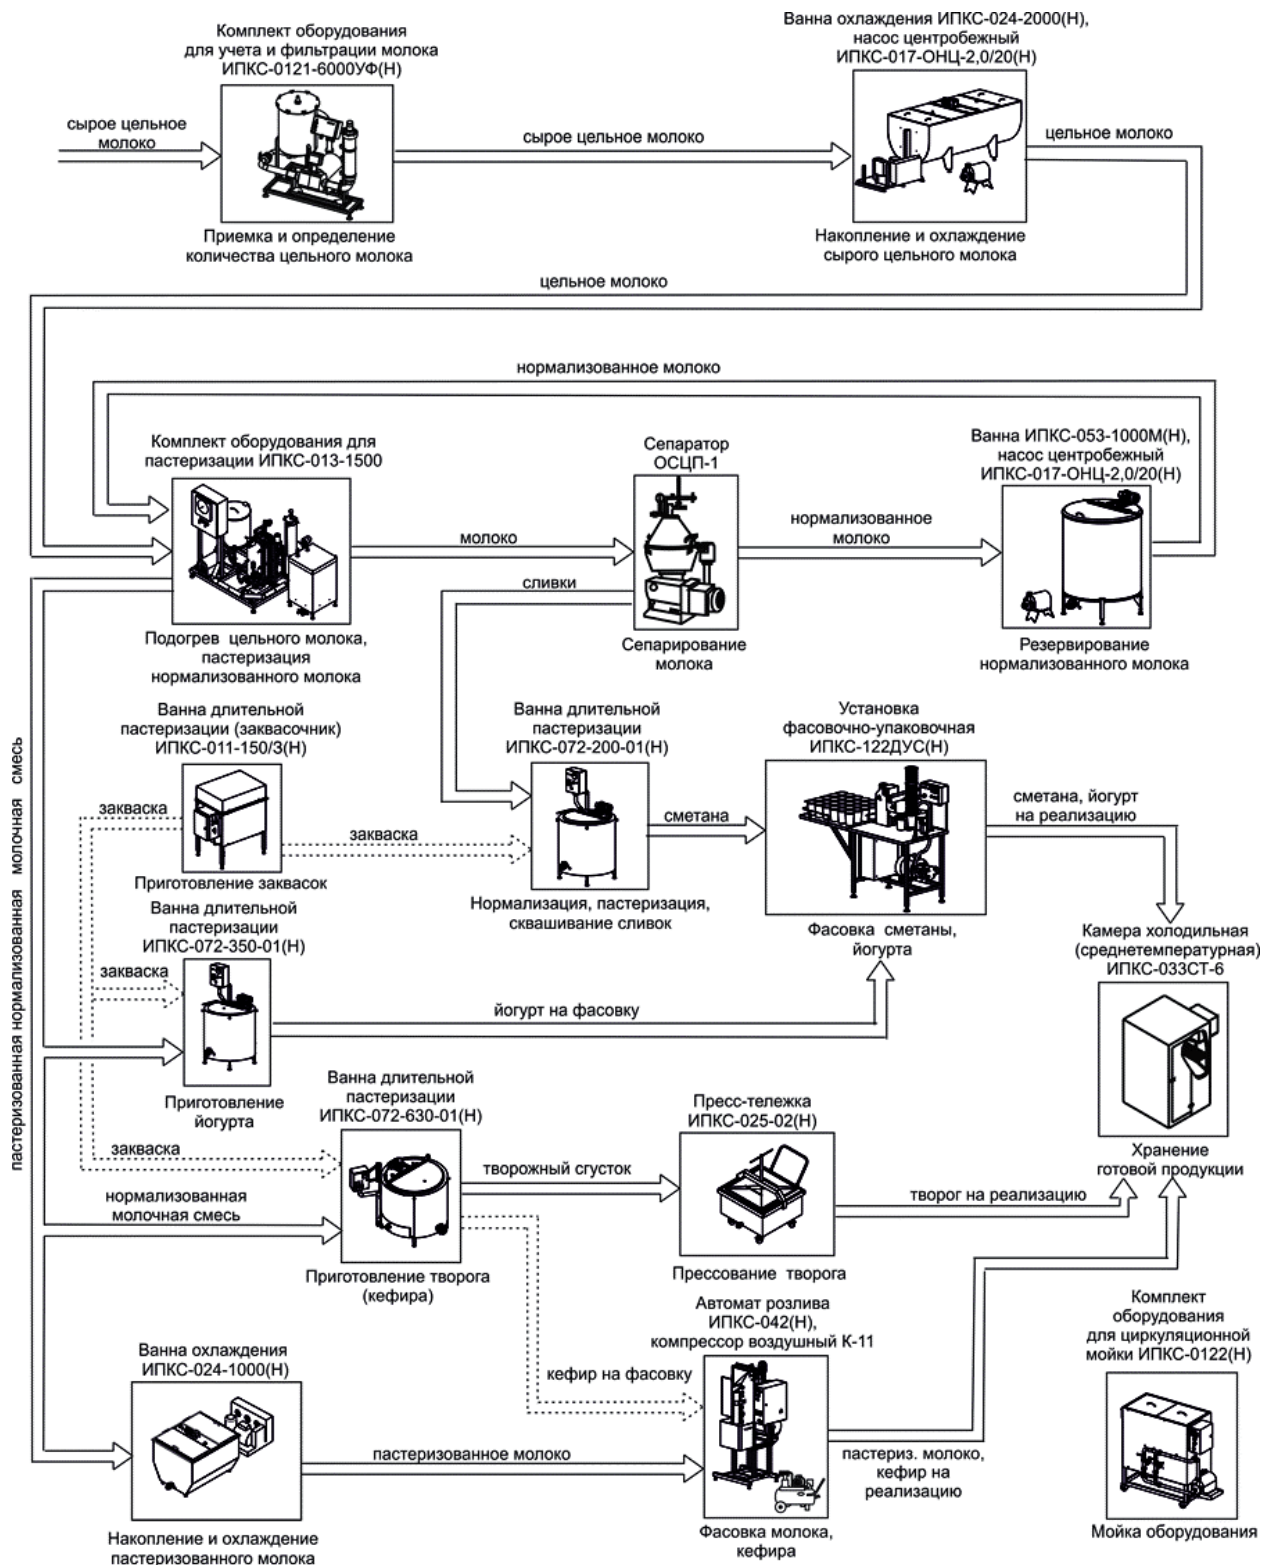 Комплект оборудования
для учета и фильтрации молока
ИПКС-0121-6000УФ(Н)
Ванна охлаждения ИПКС-024-2000(Н),
насос центробежный
ИПКС-017-ОНЦ-2,0/20(Н)
сырое цельное
молоко
сырое цельное молоко
цельное молоко
Приемка и определение
количества цельного молока
Накопление и охлаждение
сырого цельного молока
цельное молоко
нормализованное молоко
Комплект оборудования для
пастеризации ИПКС-013-1500
Сепаратор
ОСЦП-1
Ванна ИПКС-053-1000М(Н),
насос центробежный
ИПКС-017-ОНЦ-2,0/20(Н)
молоко
нормализованное
молоко
сливки
Подогрев цельного молока,
пастеризация
нормализованного молока
Сепарирование
молока
Резервирование
нормализованного молока
пастеризованная нормализованная молочная смесь
Ванна длительной
пастеризации (заквасочник)
ИПКС-011-150/3(Н)
Ванна длительной
пастеризации
ИПКС-072-200-01(Н)
Установка
фасовочно-упаковочная
ИПКС-122ДУС(Н)
закваска
закваска
сметана
сметана, йогурт
на реализацию
Приготовление заквасок
Нормализация, пастеризация,
сквашивание сливок
Фасовка сметаны,
йогурта
Ванна длительной
пастеризации
ИПКС-072-350-01(Н)
Камера холодильная
(среднетемпературная)
ИПКС-033СТ-6
закваска
йогурт на фасовку
Приготовление
йогурта
Ванна длительной
пастеризации
ИПКС-072-630-01(Н)
Пресс-тележка
ИПКС-025-02(Н)
закваска
творожный сгусток
Хранение
готовой продукции
нормализованная
молочная смесь
творог на реализацию
Приготовление творога
(кефира)
Прессование творога
Автомат розлива
ИПКС-042(Н),
компрессор воздушный К-11
Комплект
оборудования
для циркуляционной
мойки ИПКС-0122(Н)
Ванна охлаждения
ИПКС-024-1000(Н)
кефир на фасовку
пастеризованное молоко
пастериз. молоко,
кефир на
реализацию
Накопление и охлаждение
пастеризованного молока
Фасовка молока,
кефира
Мойка оборудования